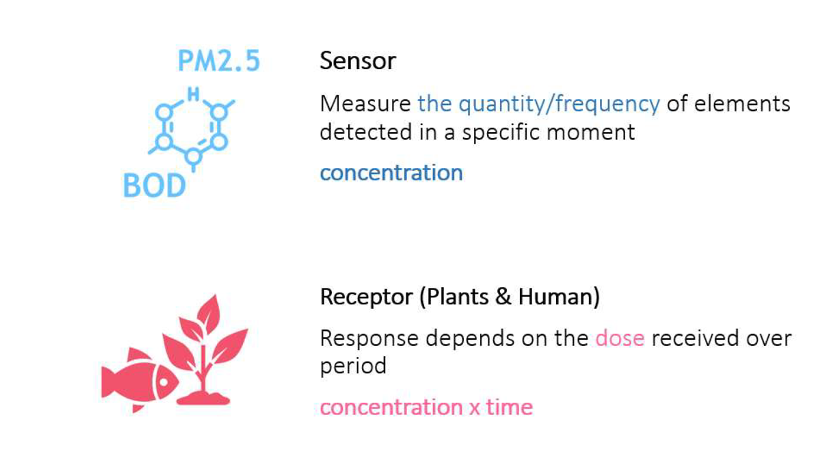 PM2.5
H
BOD
Sensor
Measure the quantity/frequency of elements
detected in a specific moment
concentration
Receptor (Plants & Human)
Response depends on the dose received over
period
concentration x time